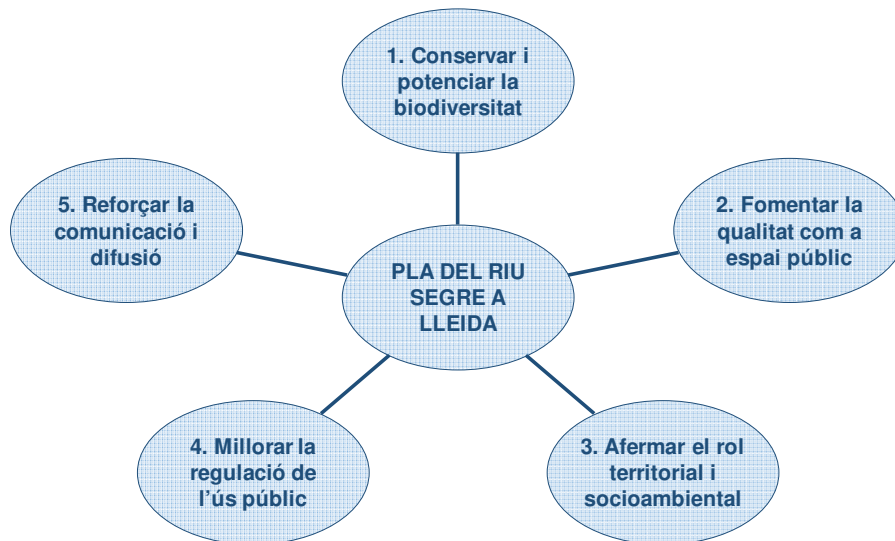 1. Conservar i
potenciar la
biodiversitat
5. Reforçar la
comunicació i
difusió
2. Fomentar la
qualitat com a
espai públic
PLA DEL RIU
SEGRE A
LLEIDA
4. Millorar la
regulació de
l’ús públic
3. Afermar el rol
territorial i
socioambiental